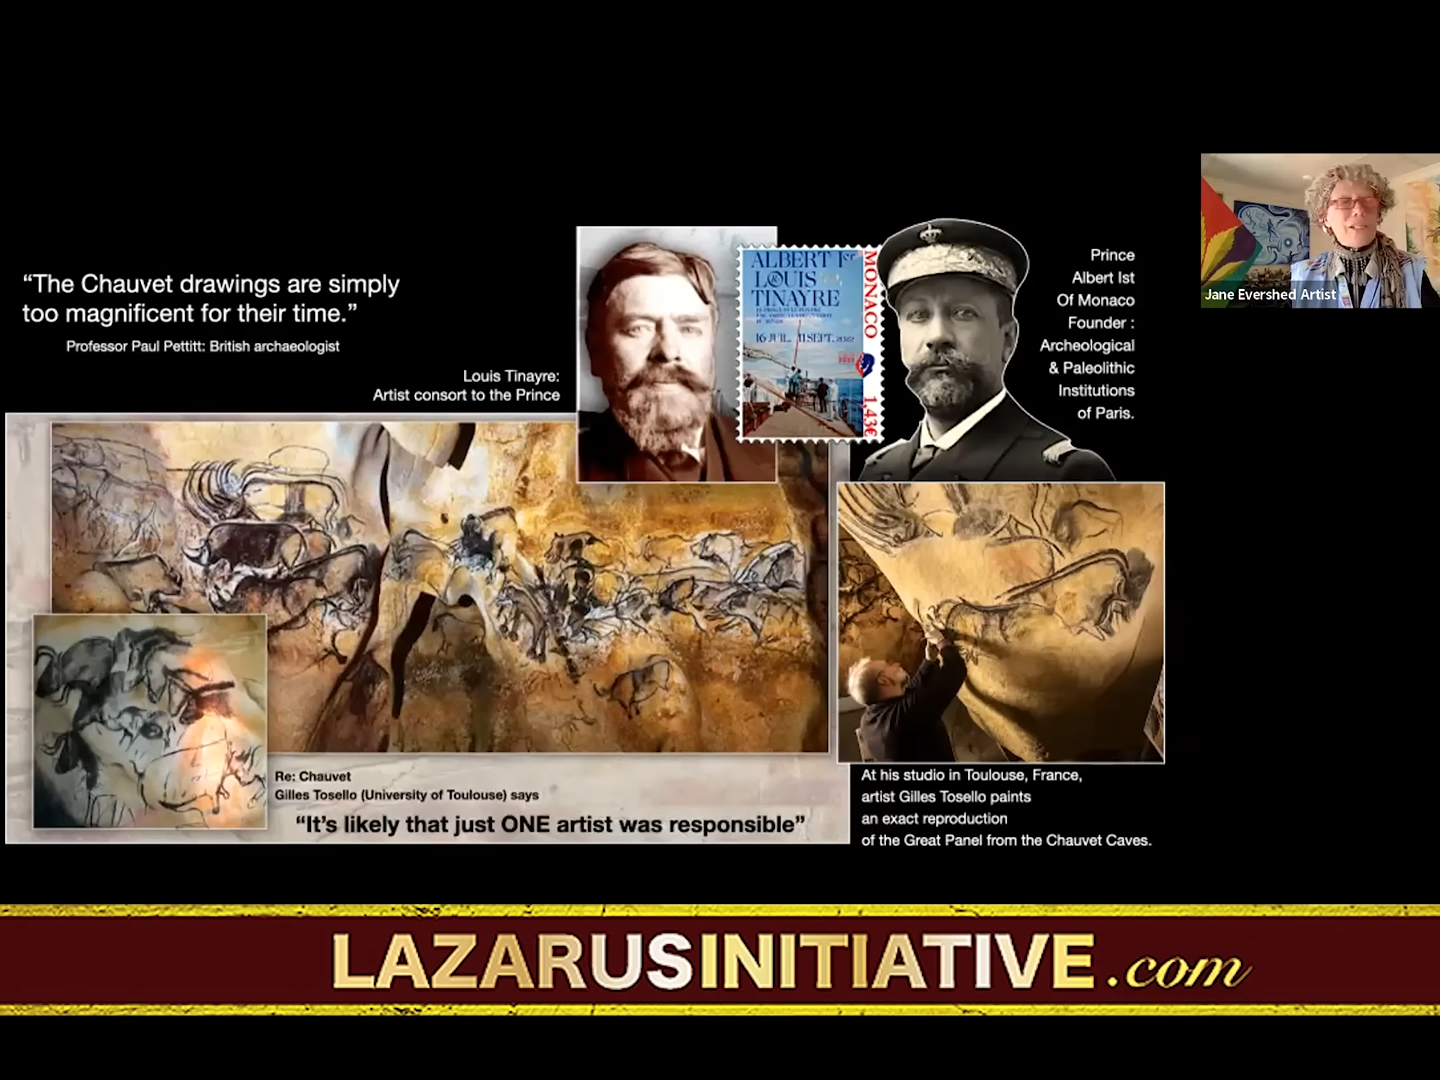 “The Chauvet drawings are simply
too magnificent for their time.”
Professor Paul Pettitt: British archaeologist
Louis Tinayre:
Artist consort to the Prince
ALBERT Iᴱᴿ
LOUIS
TINAYRE
16 JUIL. 11 SEPT.
MONACO
1,43€
Prince
Albert Ist
Of Monaco
Founder :
Archeological
& Paleolithic
Institutions
of Paris.
Jane Evershed Artist
Re: Chauvet
Gilles Tosello (University of Toulouse) says
“It’s likely that just ONE artist was responsible”
At his studio in Toulouse, France,
artist Gilles Tosello paints
an exact reproduction
of the Great Panel from the Chauvet Caves.
LAZARUSINITIATIVE.com